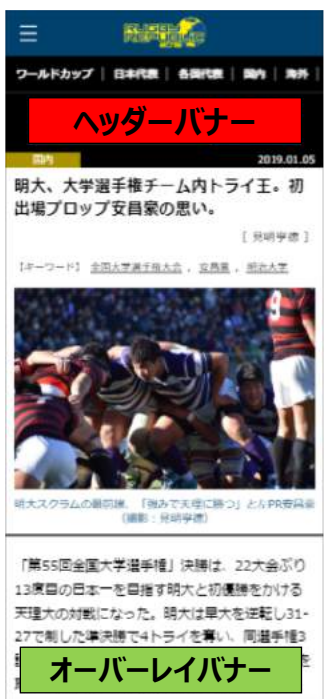 RUGBY
REPUBLIC
ワールドカップ | 日本代表 | 各国代表 | 国内 | 海外 |
ヘッダーバナー
国内
2019.01.05
明大、大学選手権チーム内トライ王。初
出場プロップ安昌豪の思い。
[ 見明亨徳 ]
【キーワード】 全国大学選手権大会 , 安昌豪 , 明治大学
明大スクラムの最前線、「強みで天理に勝つ」と左PR安昌豪
(撮影:見明亨徳)
「第55回全国大学選手権」決勝は、22大会ぶり
13度目の日本一を目指す明大と初優勝をかける
天理大の対戦になった。明大は早大を逆転し31-
27で制した準決勝で4トライを奪い、同選手権3
オーバーレイバナー